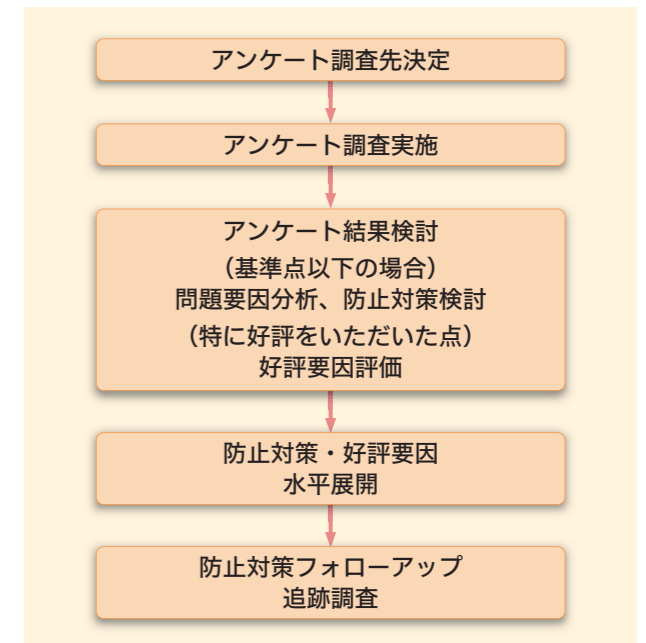 アンケート調査先決定
アンケート調査実施
アンケート結果検討
（基準点以下の場合）
問題要因分析、防止対策検討
（特に好評をいただいた点）
好評要因評価
防止対策・好評要因
水平展開
防止対策フォローアップ
追跡調査